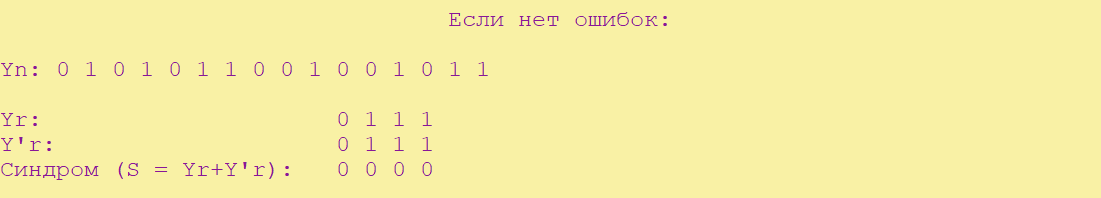 Если нет ошибок:
Yn: 0 1 0 1 0 1 1 0 0 1 0 0 1 0 1 1
Yr: 0 1 1 1
Y'r: 0 1 1 1
Синдром (S = Yr+Y'r): 0 0 0 0